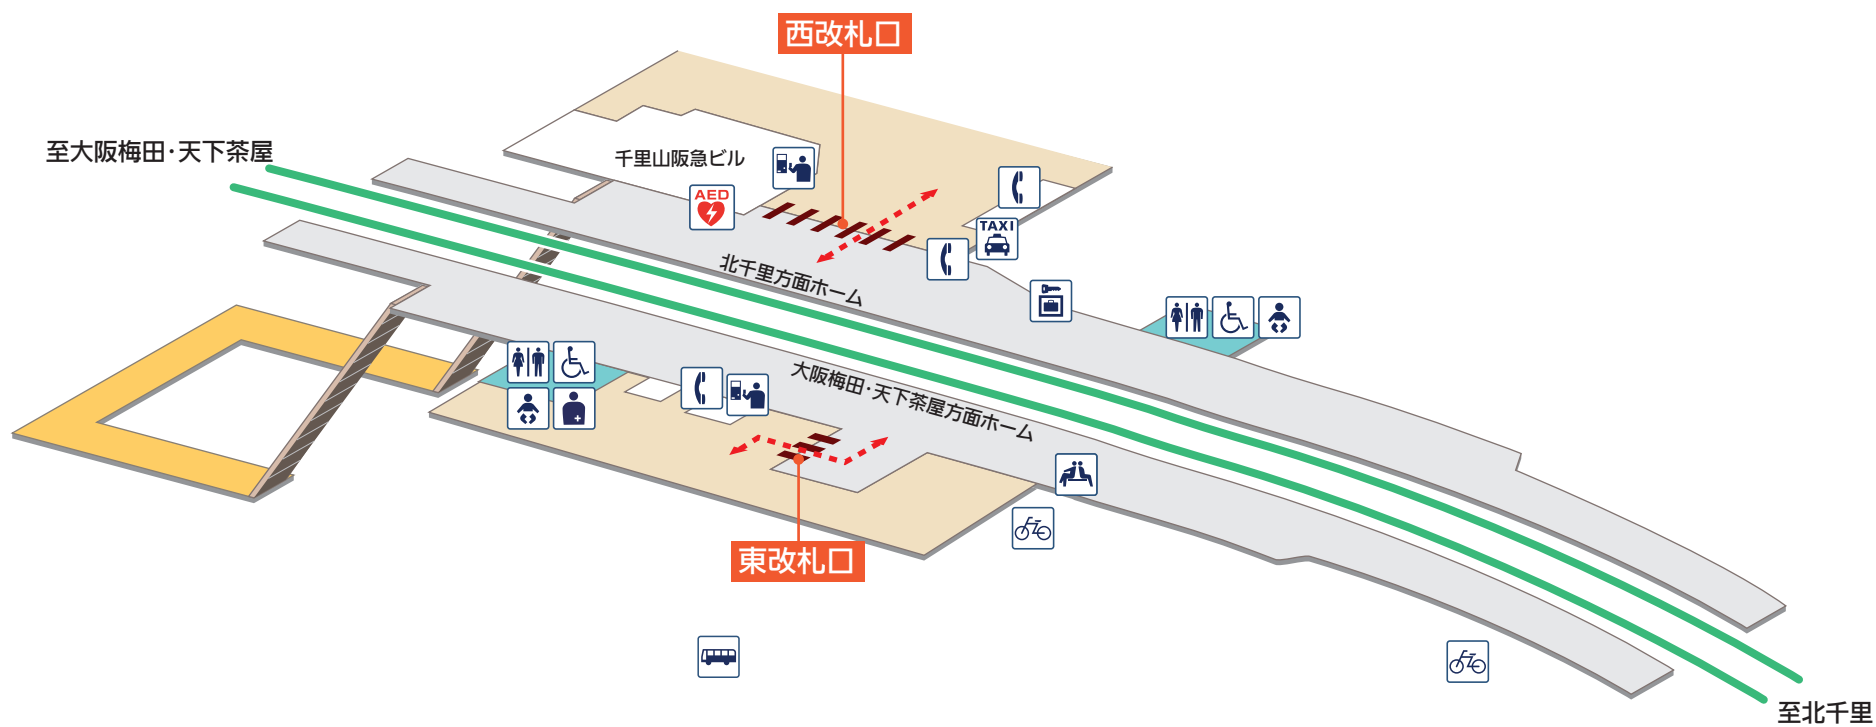 西改札口
至大阪梅田・天下茶屋
千里山阪急ビル
AED
TAXI
北千里方面ホーム
大阪梅田・天下茶屋方面ホーム
東改札口
至北千里